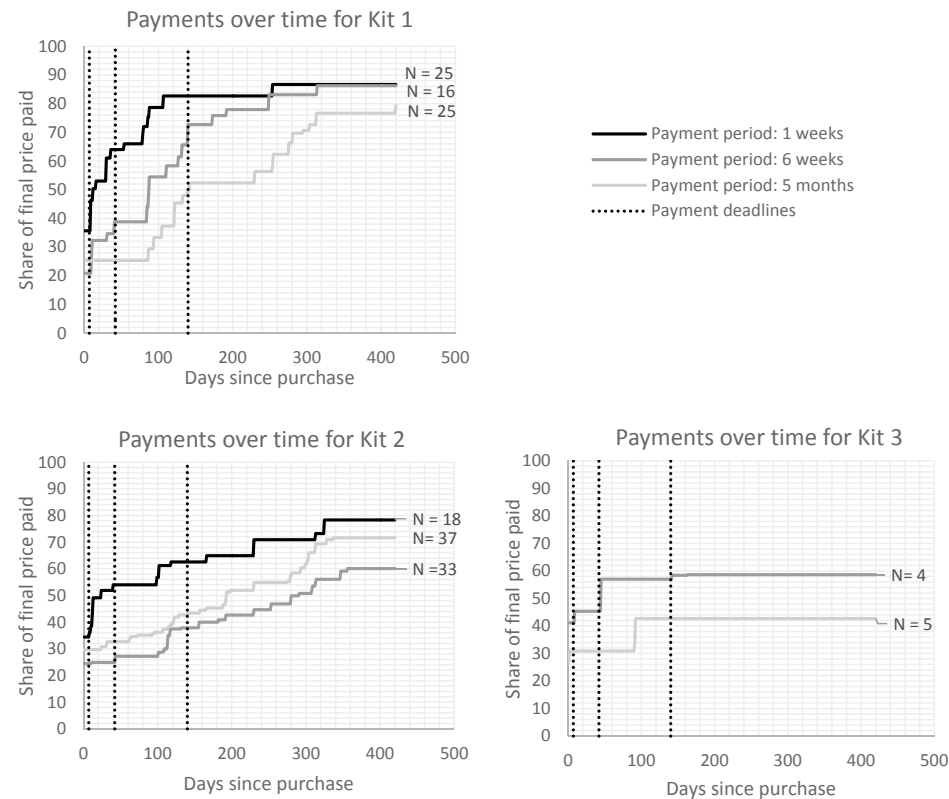 Payments over time for Kit 1
100
90
80
70
60
50
40
30
20
10
0
Share of final price paid
N = 25
N = 16
N = 25
0 100 200 300 400 500
Days since purchase
Payment period: 1 weeks
Payment period: 6 weeks
Payment period: 5 months
Payment deadlines
Payments over time for Kit 2
100
90
80
70
60
50
40
30
20
10
0
Share of final price paid
N = 18
N= 37
N =33
0 100 200 300 400 500
Days since purchase
Payments over time for Kit 3
100
90
80
70
60
50
40
30
20
10
0
Share of final price paid
N= 4
N = 5
0 100 200 300 400 500
Days since purchase